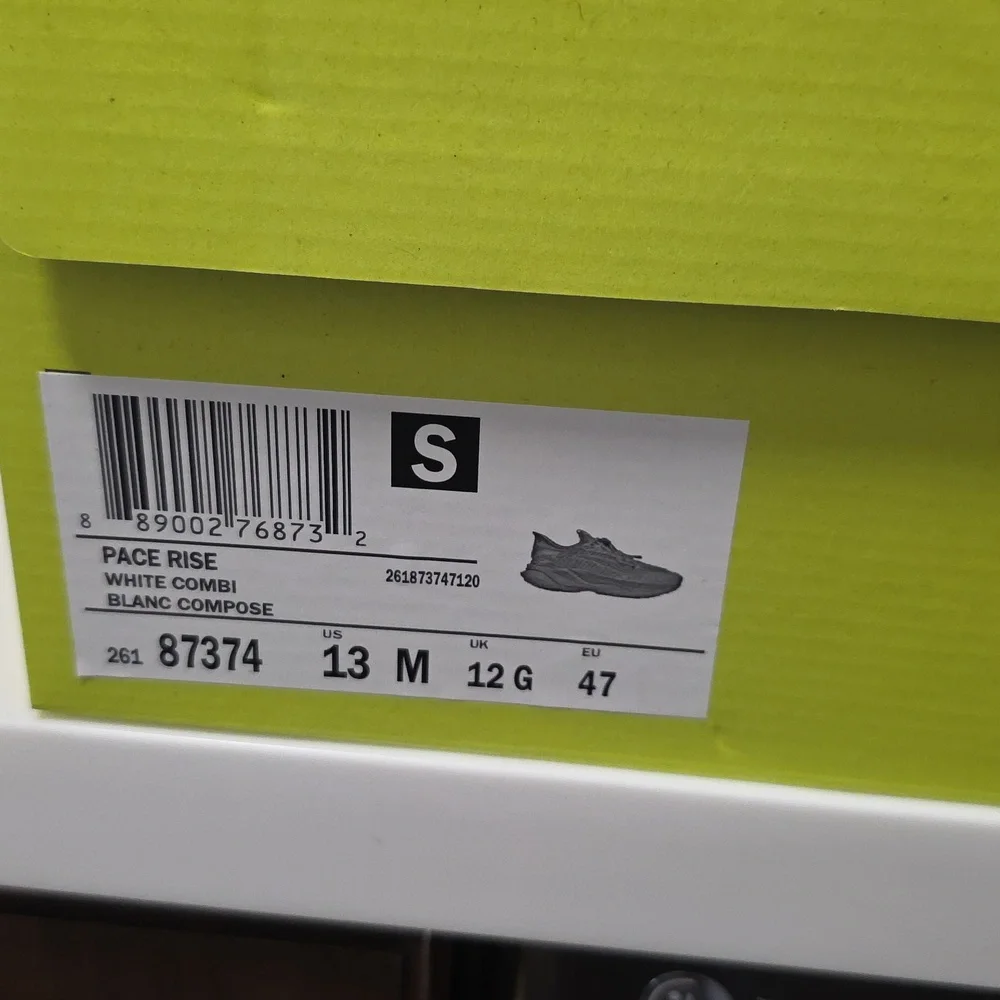 S
8 89002 76873 2
PACE RISE
WHITE COMBI
BLANC COMPOSE
261873747120
US UK EU
261 87374 13 M 12 G 47